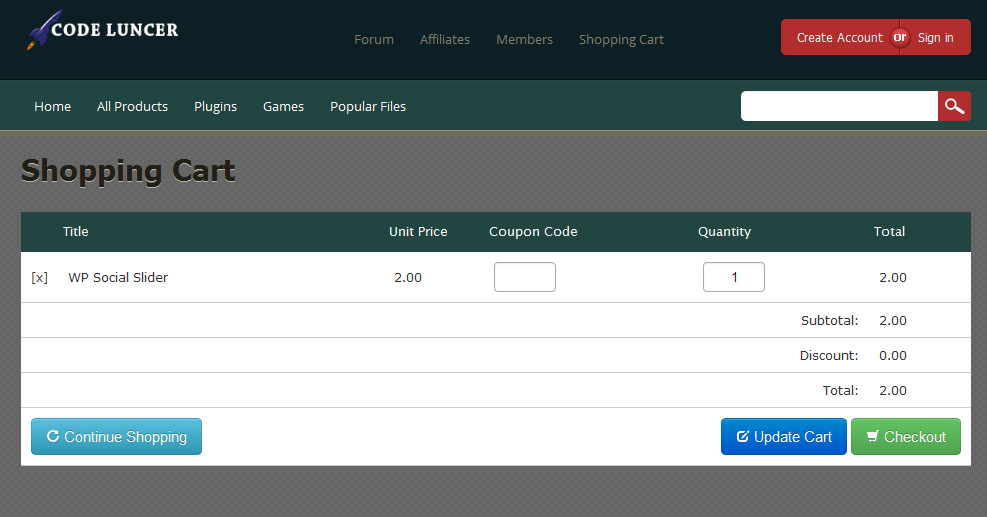 CODE LUNCER
Forum Affiliates Members Shopping Cart
Create Account or Sign in
Home All Products Plugins Games Popular Files
Shopping Cart
Title Unit Price Coupon Code Quantity Total
[x] WP Social Slider 2.00 1 2.00
Subtotal: 2.00
Discount: 0.00
Total: 2.00
Continue Shopping Update Cart Checkout